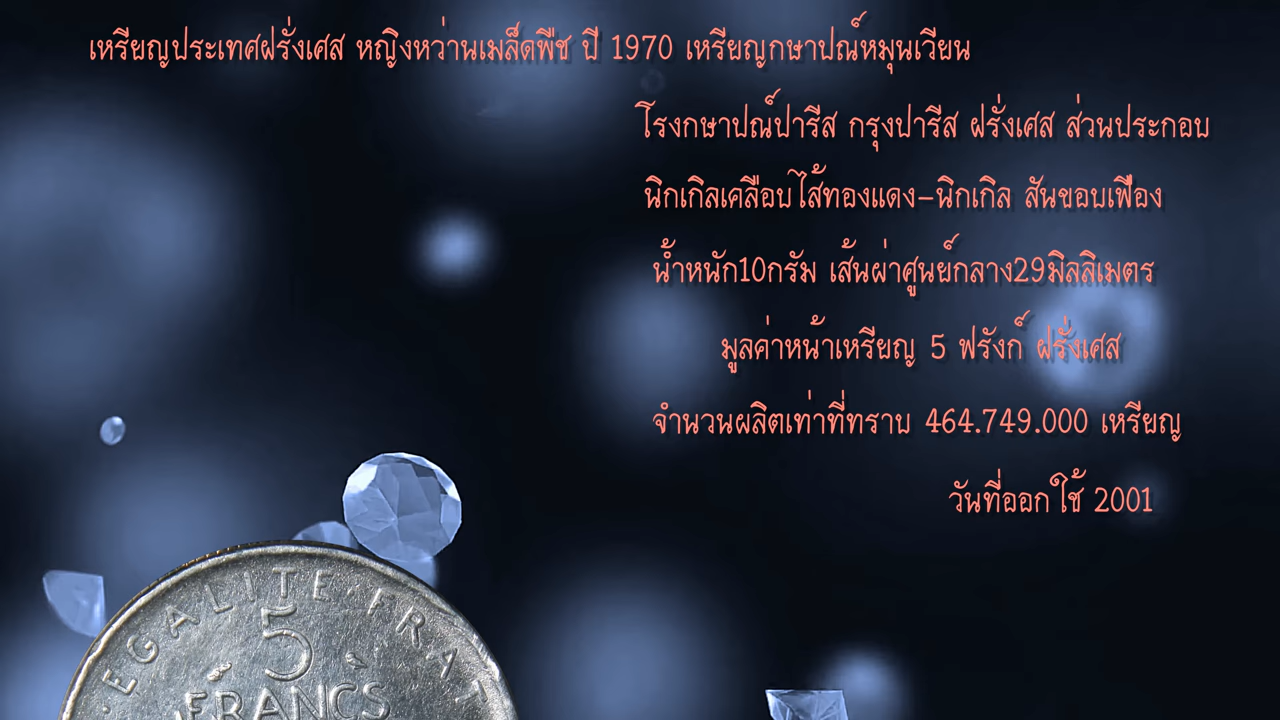 เหรียญประเทศฝรั่งเศส หญิงหว่านเมล็ดพืช ปี 1970 เหรียญกษาปณ์หมุนเวียน
โรงกษาปณ์ปารีส กรุงปารีส ฝรั่งเศส ส่วนประกอบ
นิกเกิลเคลือบไส้ทองแดง-นิกเกิล สันขอบเฟือง
น้ำหนัก10กรัม เส้นผ่าศูนย์กลาง29มิลลิเมตร
มูลค่าหน้าเหรียญ 5 ฟรังก์ ฝรั่งเศส
จำนวนผลิตเท่าที่ทราบ 464.749.000 เหรียญ
วันที่ออกใช้ 2001
EGALITE·FRAT
5
FRANCS